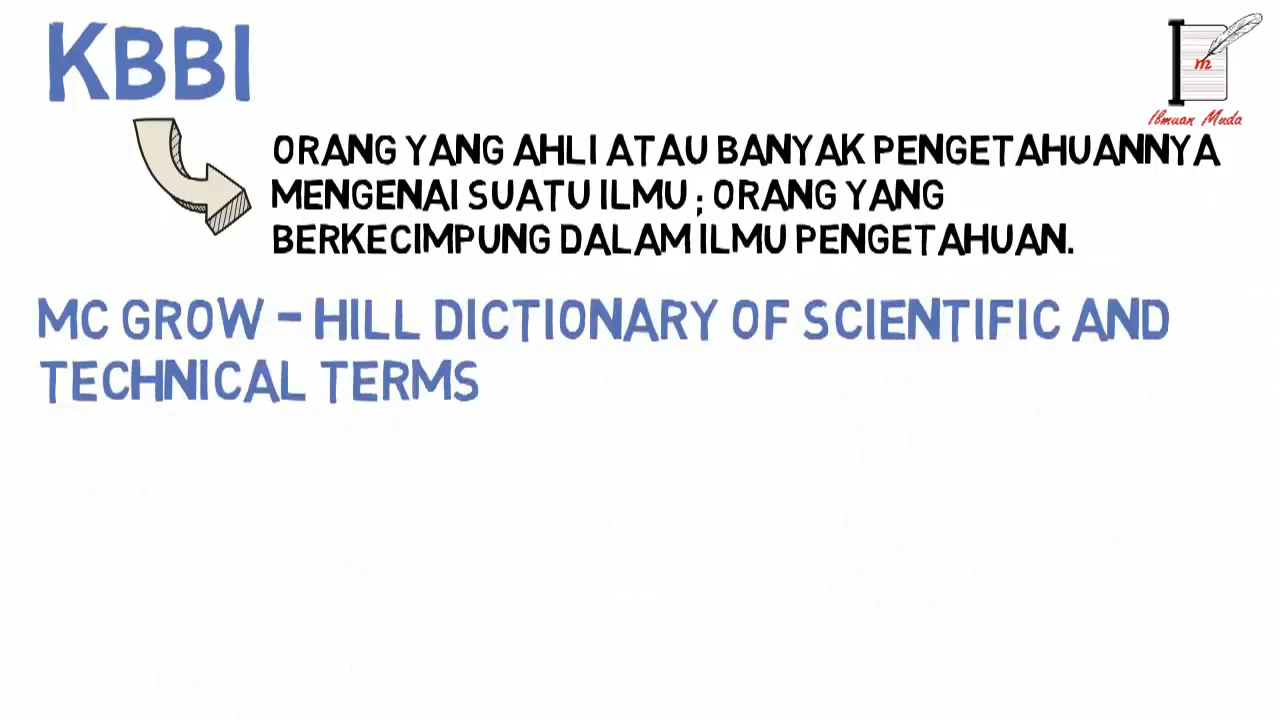 KBBI
ORANG YANG AHLI ATAU BANYAK PENGETAHUANNYA
MENGENAI SUATU ILMU ; ORANG YANG
BERKECIMPUNG DALAM ILMU PENGETAHUAN.
MC GROW - HILL DICTIONARY OF SCIENTIFIC AND
TECHNICAL TERMS
m
Ilmuan Muda